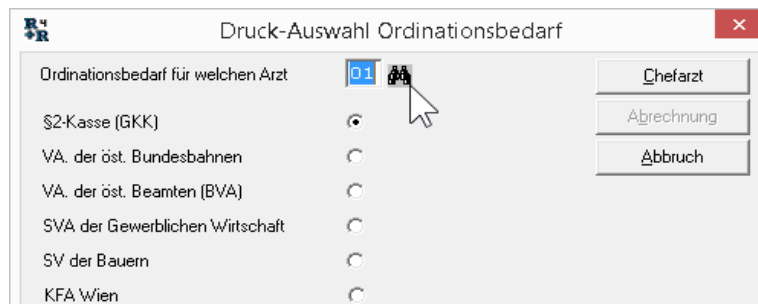 R4
+R
Druck-Auswahl Ordinationsbedarf
Ordinationsbedarf für welchen Arzt 01
Chefarzt
§2-Kasse (GKK)
Abrechnung
VA. der öst. Bundesbahnen
Abbruch
VA. der öst. Beamten (BVA)
SVA der Gewerblichen Wirtschaft
SV der Bauern
KFA Wien